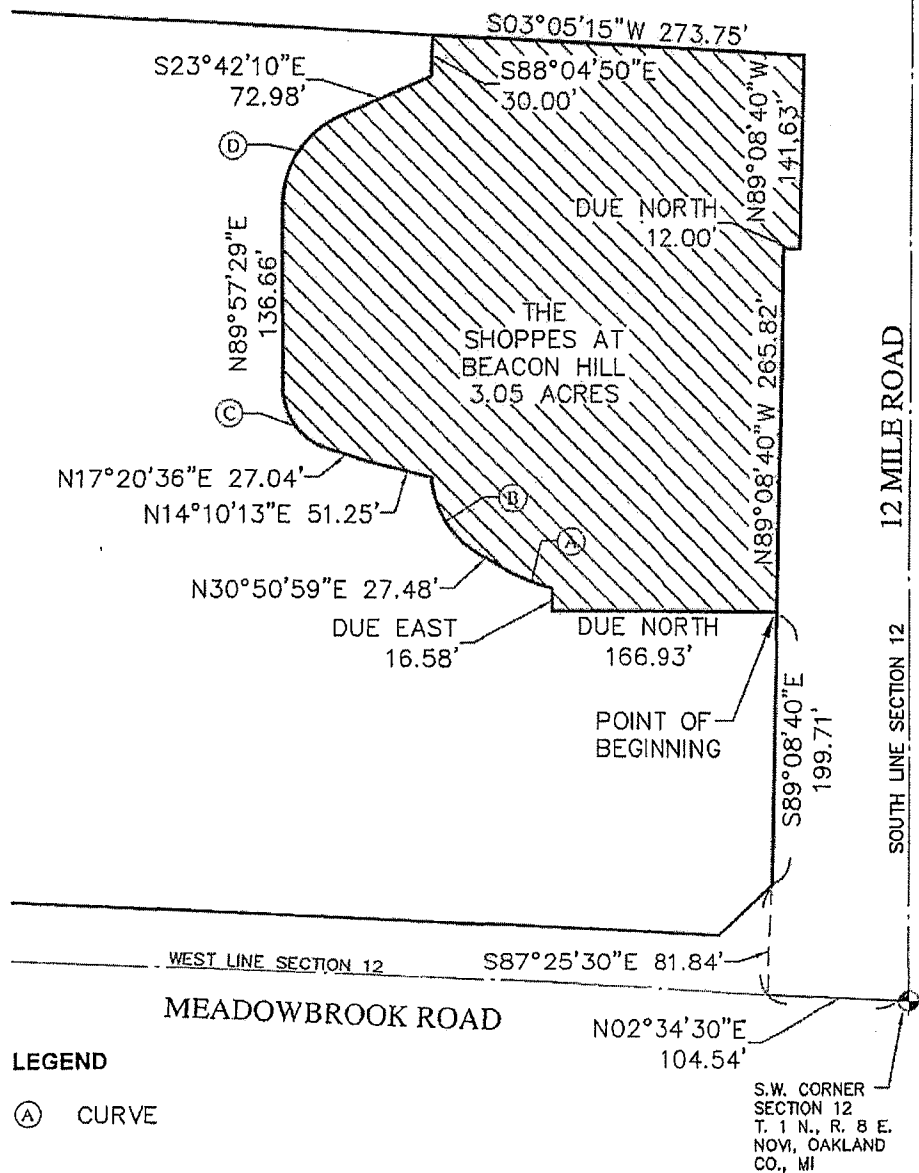 S03°05'15"W 273.75'
S23°42'10"E
72.98'
S88°04'50"E
30.00'
N89°08'40"W
141.63"
D
DUE NORTH
12.00'
N89°57'29"E
136.66'
THE
SHOPPES AT
BEACON HILL
3.05 ACRES
N89°08'40"W 265.82'
12 MILE ROAD
C
N17°20'36"E 27.04'
N14°10'13"E 51.25'
B
A
N30°50'59"E 27.48'
DUE EAST
16.58'
DUE NORTH
166.93'
POINT OF
BEGINNING
S89°08'40"E
199.71'
SOUTH LINE SECTION 12
WEST LINE SECTION 12
S87°25'30"E 81.84'
MEADOWBROOK ROAD
N02°34'30"E
104.54'
LEGEND
A CURVE
S.W. CORNER
SECTION 12
T. 1 N., R. 8 E.
NOVI, OAKLAND
CO., MI